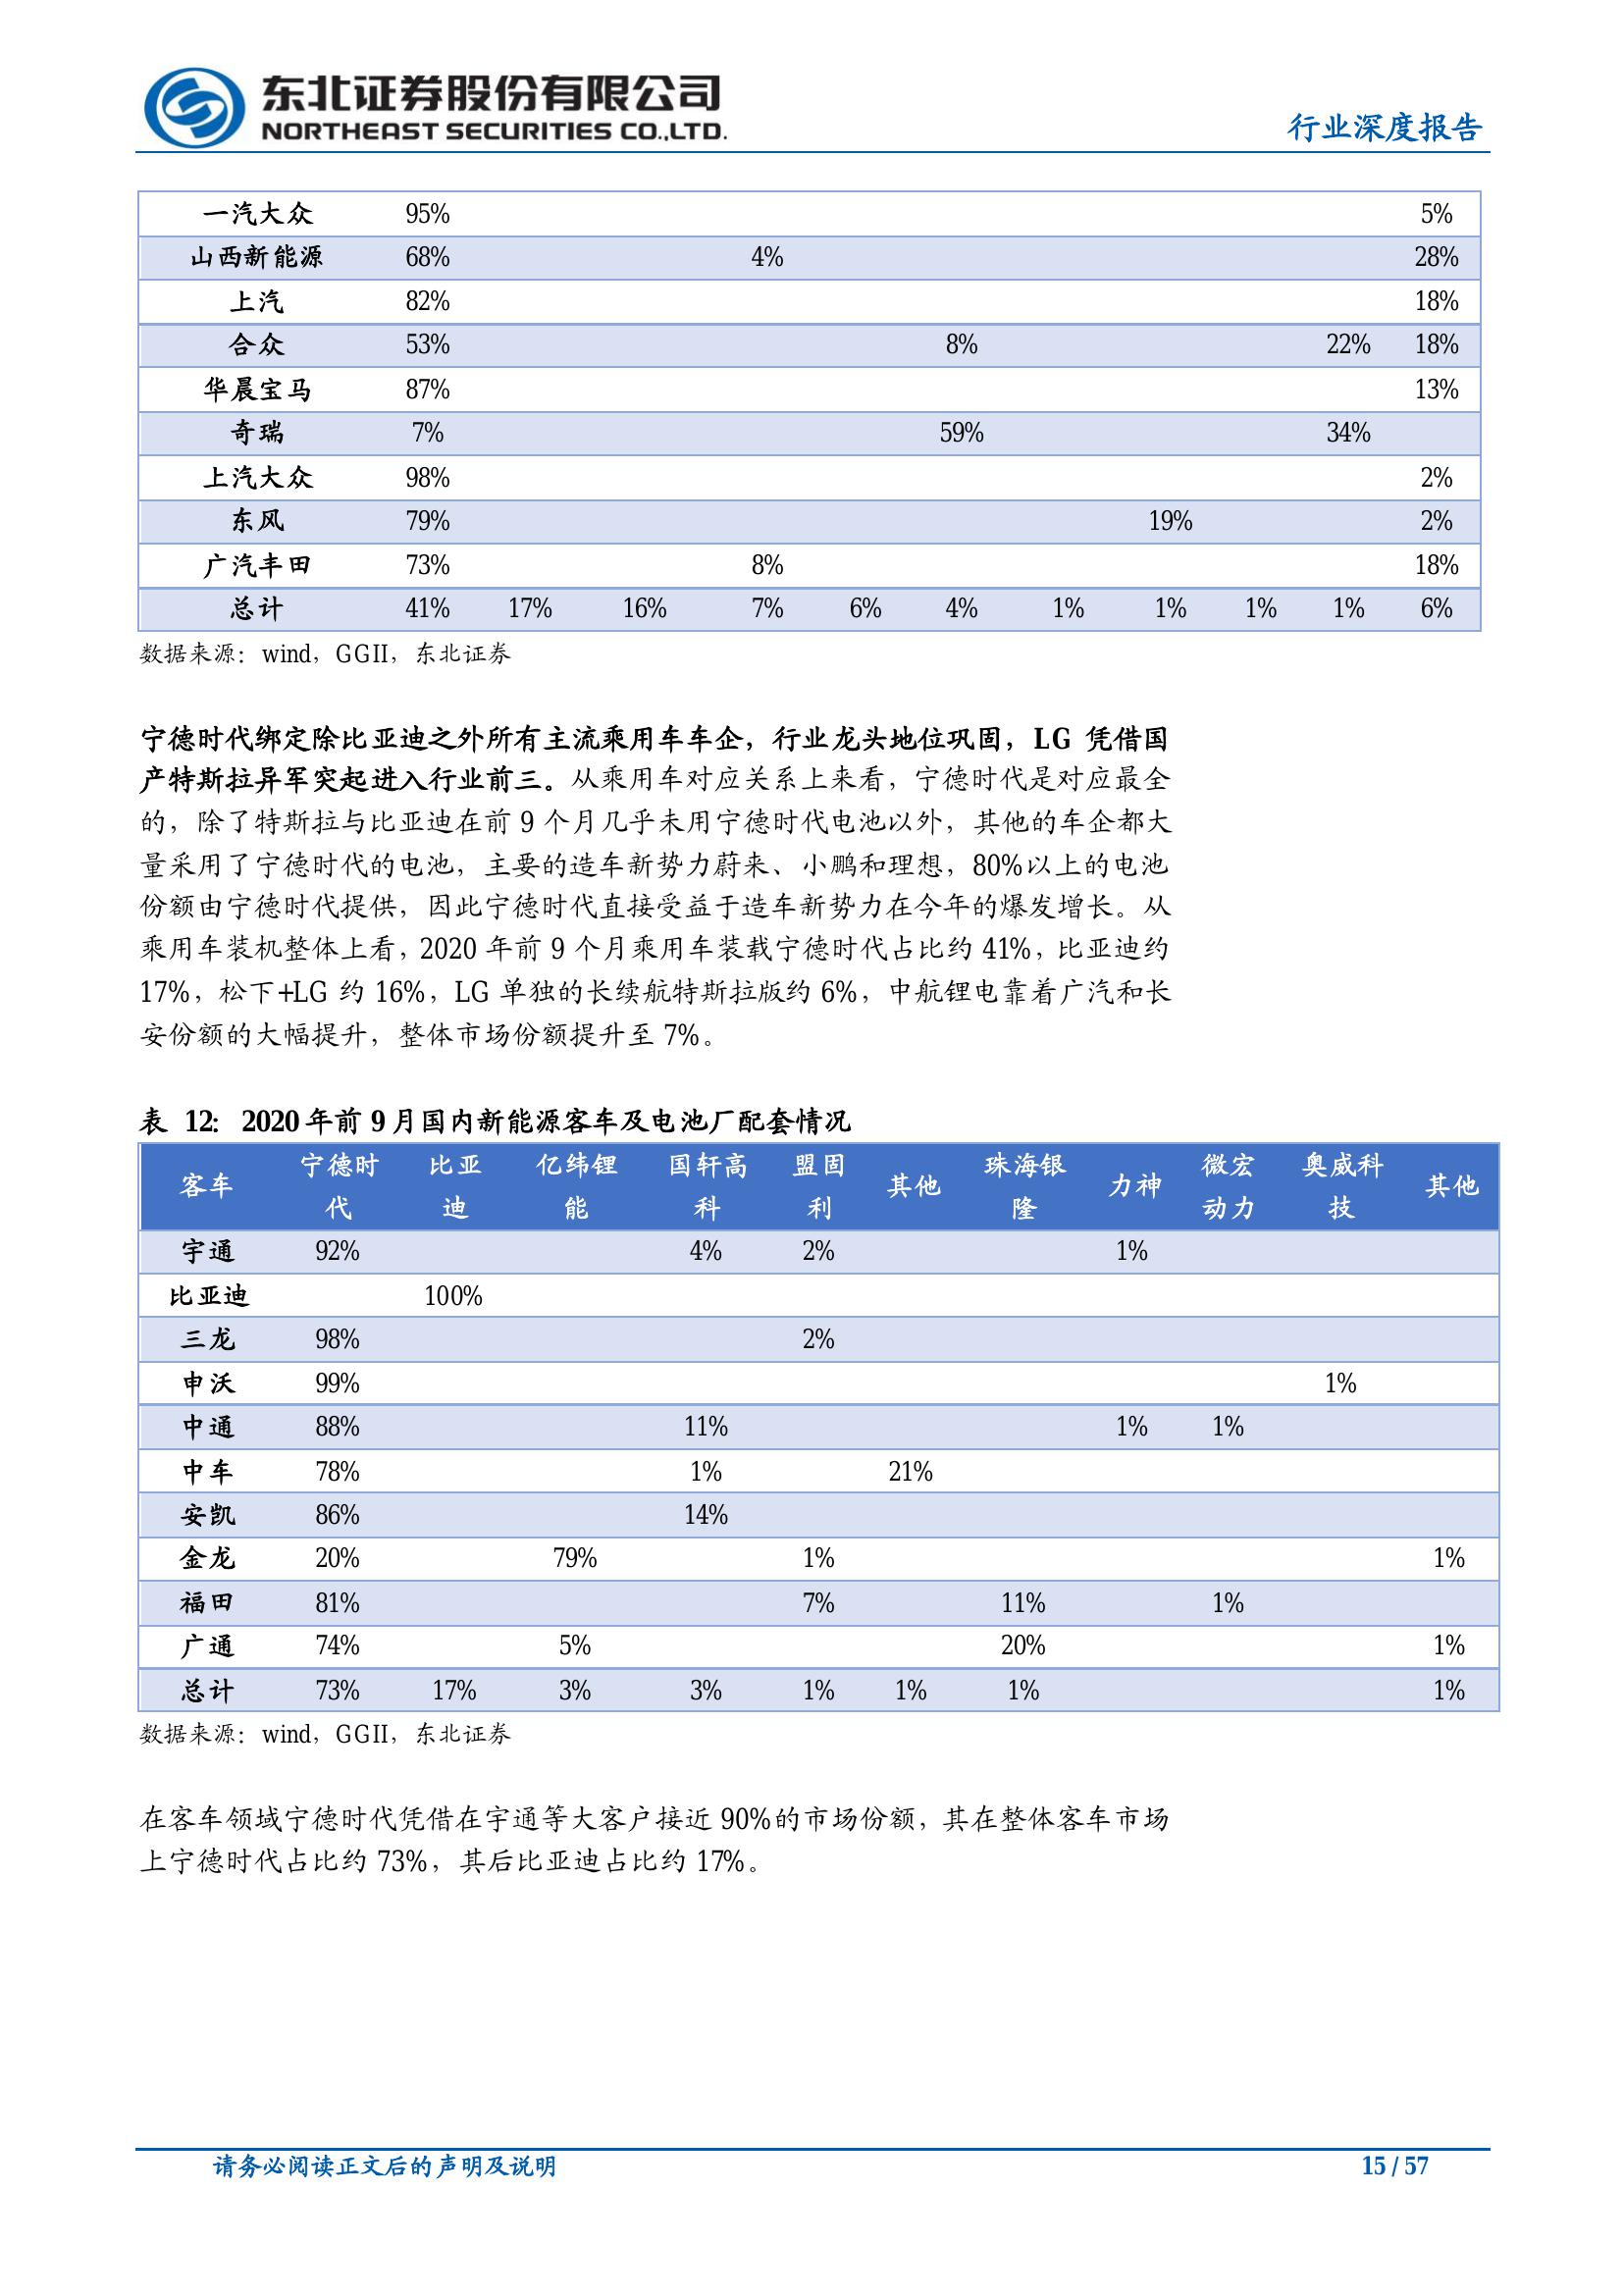 东北证券股份有限公司
NORTHEAST SECURITIES CO.,LTD.
行业深度报告
一汽大众 95% 5%
山西新能源 68% 4% 28%
上汽 82% 18%
合众 53% 8% 22% 18%
华晨宝马 87% 13%
奇瑞 7% 59% 34%
上汽大众 98% 2%
东风 79% 19% 2%
广汽丰田 73% 8% 18%
总计 41% 17% 16% 7% 6% 4% 1% 1% 1% 1% 6%
数据来源：wind，GGII，东北证券
宁德时代绑定除比亚迪之外所有主流乘用车车企，行业龙头地位巩固，LG 凭借国
产特斯拉异军突起进入行业前三。从乘用车对应关系上来看，宁德时代是对应最全
的，除了特斯拉与比亚迪在前 9 个月几乎未用宁德时代电池以外，其他的车企都大
量采用了宁德时代的电池，主要的造车新势力蔚来、小鹏和理想，80%以上的电池
份额由宁德时代提供，因此宁德时代直接受益于造车新势力在今年的爆发增长。从
乘用车装机整体上看，2020 年前 9 个月乘用车装载宁德时代占比约 41%，比亚迪约
17%，松下+LG 约 16%，LG 单独的长续航特斯拉版约 6%，中航锂电靠着广汽和长
安份额的大幅提升，整体市场份额提升至 7%。
表 12：2020 年前 9 月国内新能源客车及电池厂配套情况
客车 宁德时代 比亚迪 亿纬锂能 国轩高科 盟固利 其他 珠海银隆 力神 微宏动力 奥威科技 其他
宇通 92% 4% 2% 1%
比亚迪 100%
三龙 98% 2%
申沃 99% 1%
中通 88% 11% 1% 1%
中车 78% 1% 21%
安凯 86% 14%
金龙 20% 79% 1% 1%
福田 81% 7% 11% 1%
广通 74% 5% 20% 1%
总计 73% 17% 3% 3% 1% 1% 1% 1%
数据来源：wind，GGII，东北证券
在客车领域宁德时代凭借在宇通等大客户接近 90%的市场份额，其在整体客车市场
上宁德时代占比约 73%，其后比亚迪占比约 17%。
请务必阅读正文后的声明及说明
15 / 57